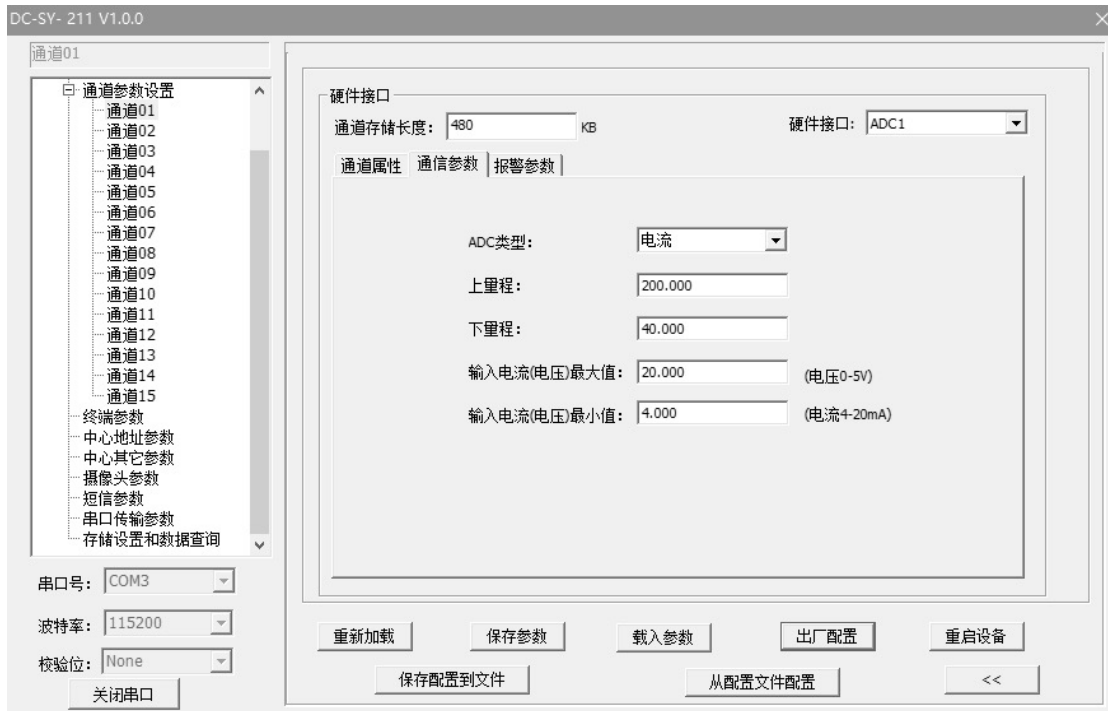 DC-SY- 211 V1.0.0
通道01
通道参数设置
通道01
通道02
通道03
通道04
通道05
通道06
通道07
通道08
通道09
通道10
通道11
通道12
通道13
通道14
通道15
终端参数
中心地址参数
中心其它参数
摄像头参数
短信参数
串口传输参数
存储设置和数据查询
串口号: COM3
波特率: 115200
校验位: None
关闭串口
硬件接口
通道存储长度: 480 KB 硬件接口: ADC1
通道属性 通信参数 报警参数
ADC类型: 电流
上量程: 200.000
下量程: 40.000
输入电流(电压)最大值: 20.000 (电压0-5V)
输入电流(电压)最小值: 4.000 (电流4-20mA)
重新加载 保存参数 载入参数 出厂配置 重启设备
保存配置到文件 从配置文件配置 <<